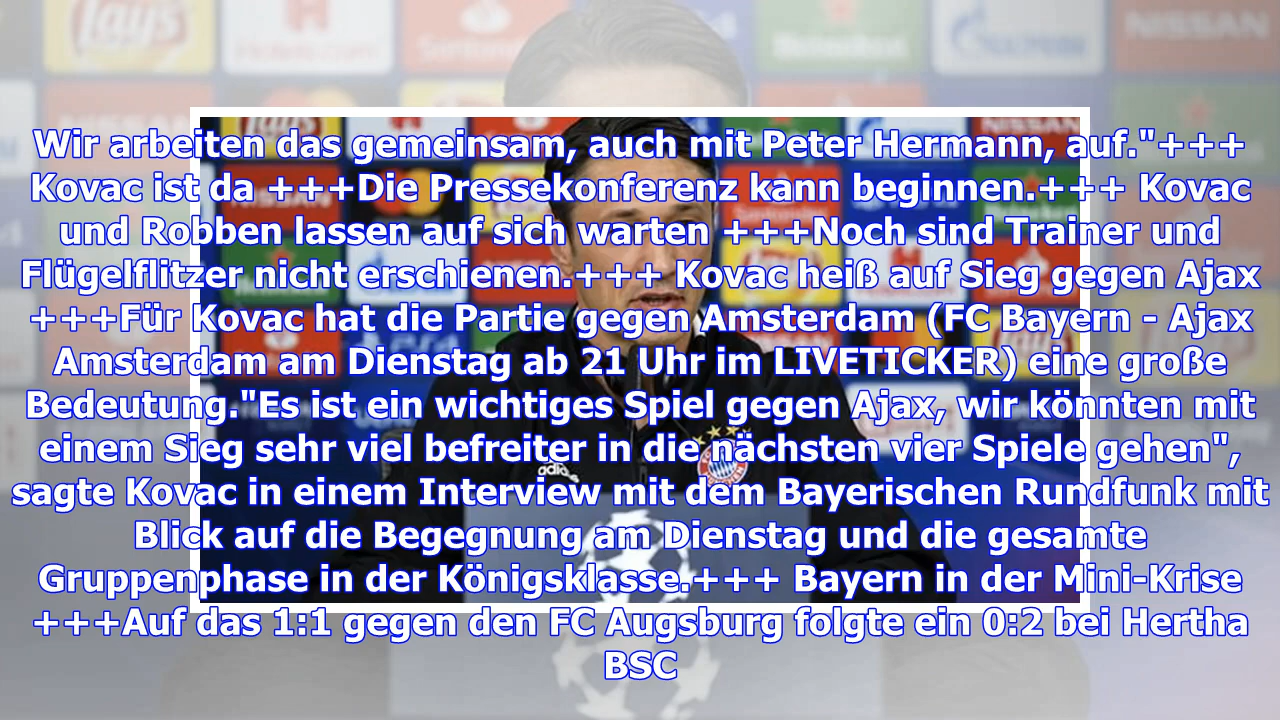 Wir arbeiten das gemeinsam, auch mit Peter Hermann, auf."+++
Kovac ist da +++Die Pressekonferenz kann beginnen.+++ Kovac
und Robben lassen auf sich warten +++Noch sind Trainer und
Flügelflitzer nicht erschienen.+++ Kovac heiß auf Sieg gegen Ajax
+++Für Kovac hat die Partie gegen Amsterdam (FC Bayern - Ajax
Amsterdam am Dienstag ab 21 Uhr im LIVETICKER) eine große
Bedeutung."Es ist ein wichtiges Spiel gegen Ajax, wir könnten mit
einem Sieg sehr viel befreiter in die nächsten vier Spiele gehen",
sagte Kovac in einem Interview mit dem Bayerischen Rundfunk mit
Blick auf die Begegnung am Dienstag und die gesamte
Gruppenphase in der Königsklasse.+++ Bayern in der Mini-Krise
+++Auf das 1:1 gegen den FC Augsburg folgte ein 0:2 bei Hertha
BSC
Lay's
Santander
Heineken
GAZPROM
NISSAN
adidas